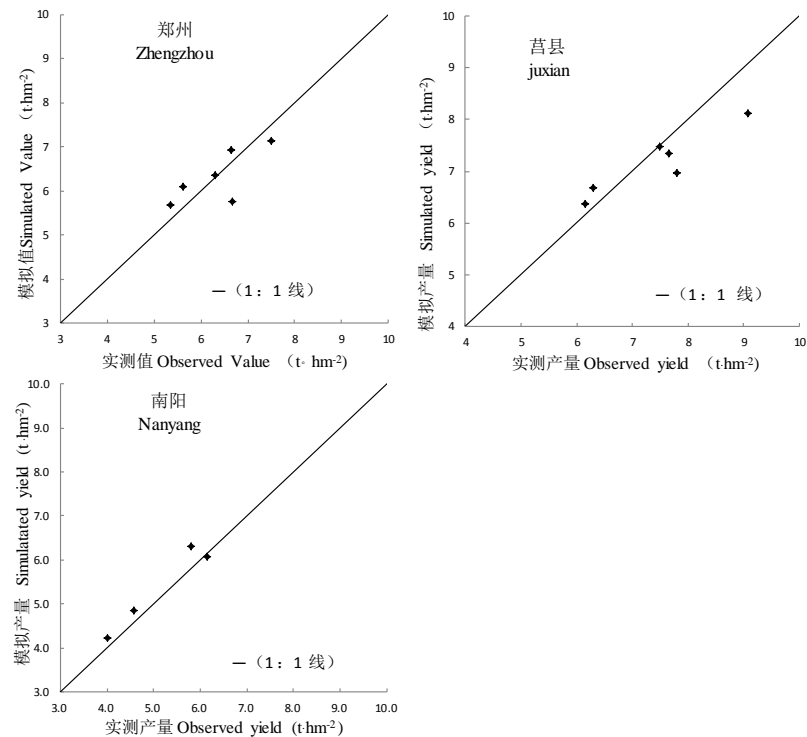 郑州
Zhengzhou
10
9
8
7
6
5
4
3
模拟值Simulated Value（t·hm-2）
3 4 5 6 7 8 9 10
实测值 Observed Value （t· hm-2)
—（1：1 线）
莒县
juxian
10
9
8
7
6
5
4
模拟产量 Simulated yield（t·hm-2）
4 5 6 7 8 9 10
实测产量 Observed yield （t·hm-2)
—（1：1 线）
南阳
Nanyang
10.0
9.0
8.0
7.0
6.0
5.0
4.0
3.0
模拟产量 Simulatated yield (t·hm-2)
3.0 4.0 5.0 6.0 7.0 8.0 9.0 10.0
实测产量 Observed yield (t·hm-2)
—（1：1 线）